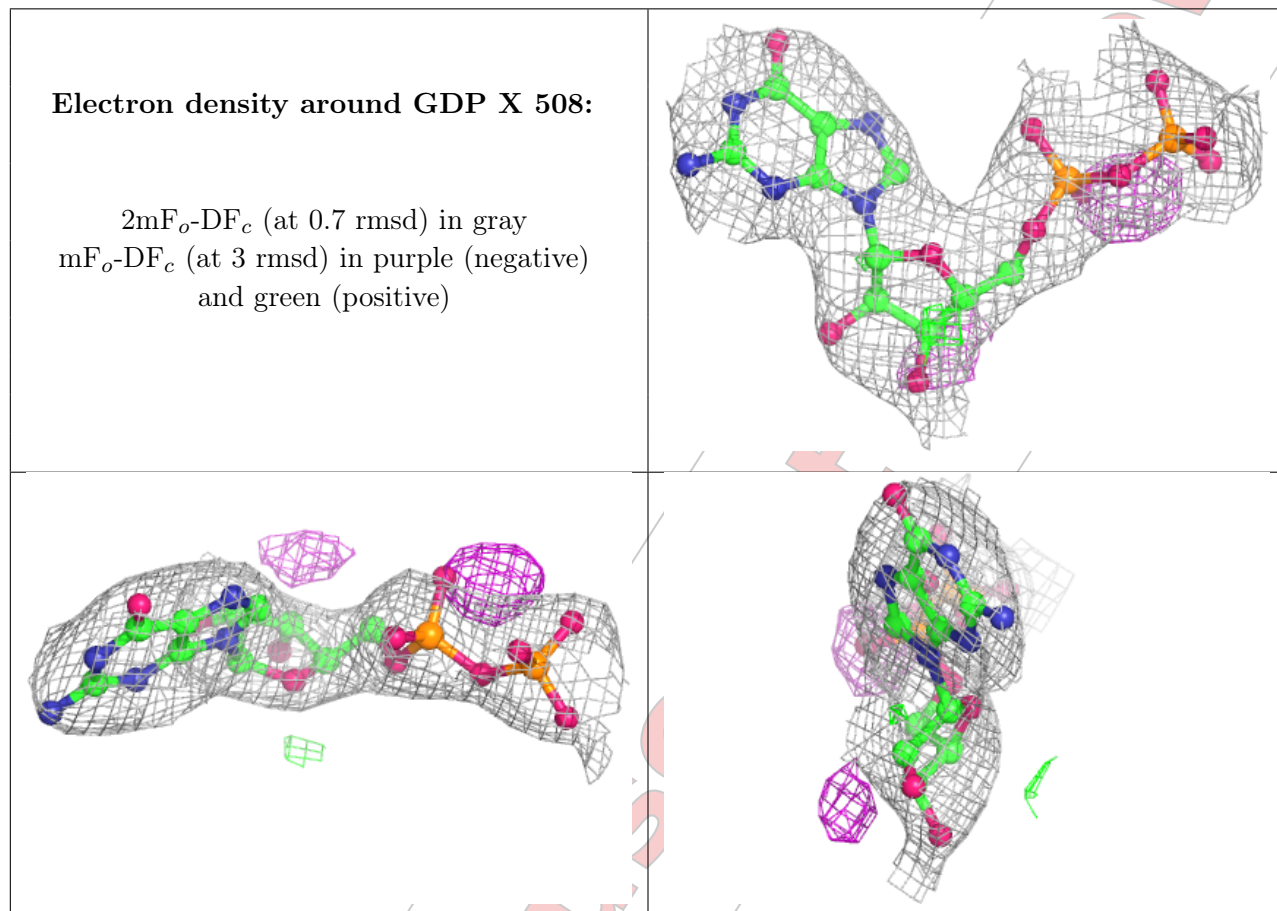 Electron density around GDP X 508:
2mFo-DFc (at 0.7 rmsd) in gray
mFo-DFc (at 3 rmsd) in purple (negative)
and green (positive)